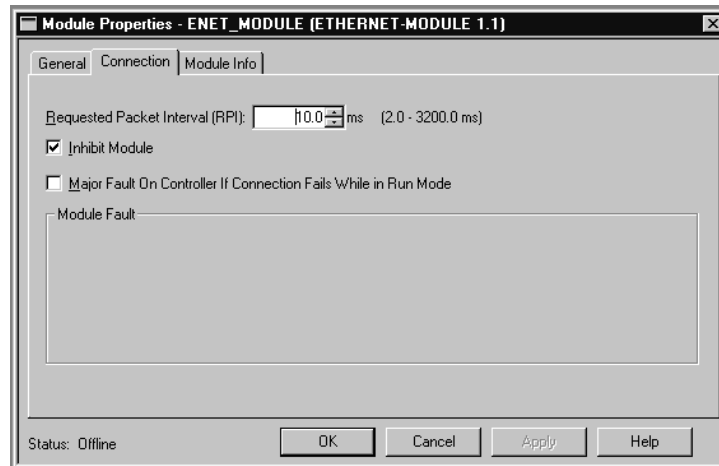 Module Properties - ENET_MODULE (ETHERNET-MODULE 1.1)
General Connection Module Info
Requested Packet Interval (RPI): 10.0 ms (2.0 - 3200.0 ms)
Inhibit Module
Major Fault On Controller If Connection Fails While in Run Mode
Module Fault
Status: Offline OK Cancel Apply Help